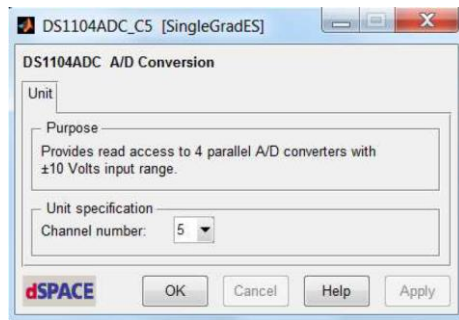 DS1104ADC_C5 [SingleGradES]
DS1104ADC A/D Conversion
Unit
Purpose
Provides read access to 4 parallel A/D converters with
±10 Volts input range.
Unit specification
Channel number: 5
dSPACE OK Cancel Help Apply